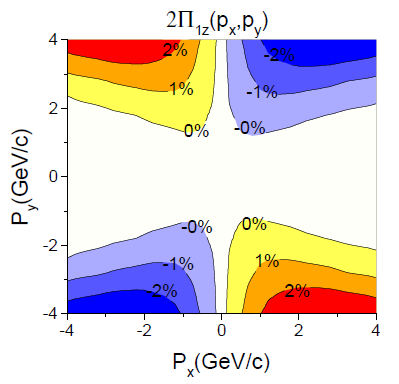 2Π1z(px,py)
4
2% -2%
1% -1%
2
0% -0%
0
Py(GeV/c)
-0% 0%
-2
-1% 1%
-2% 2%
-4
-4 -2 0 2 4
Px(GeV/c)